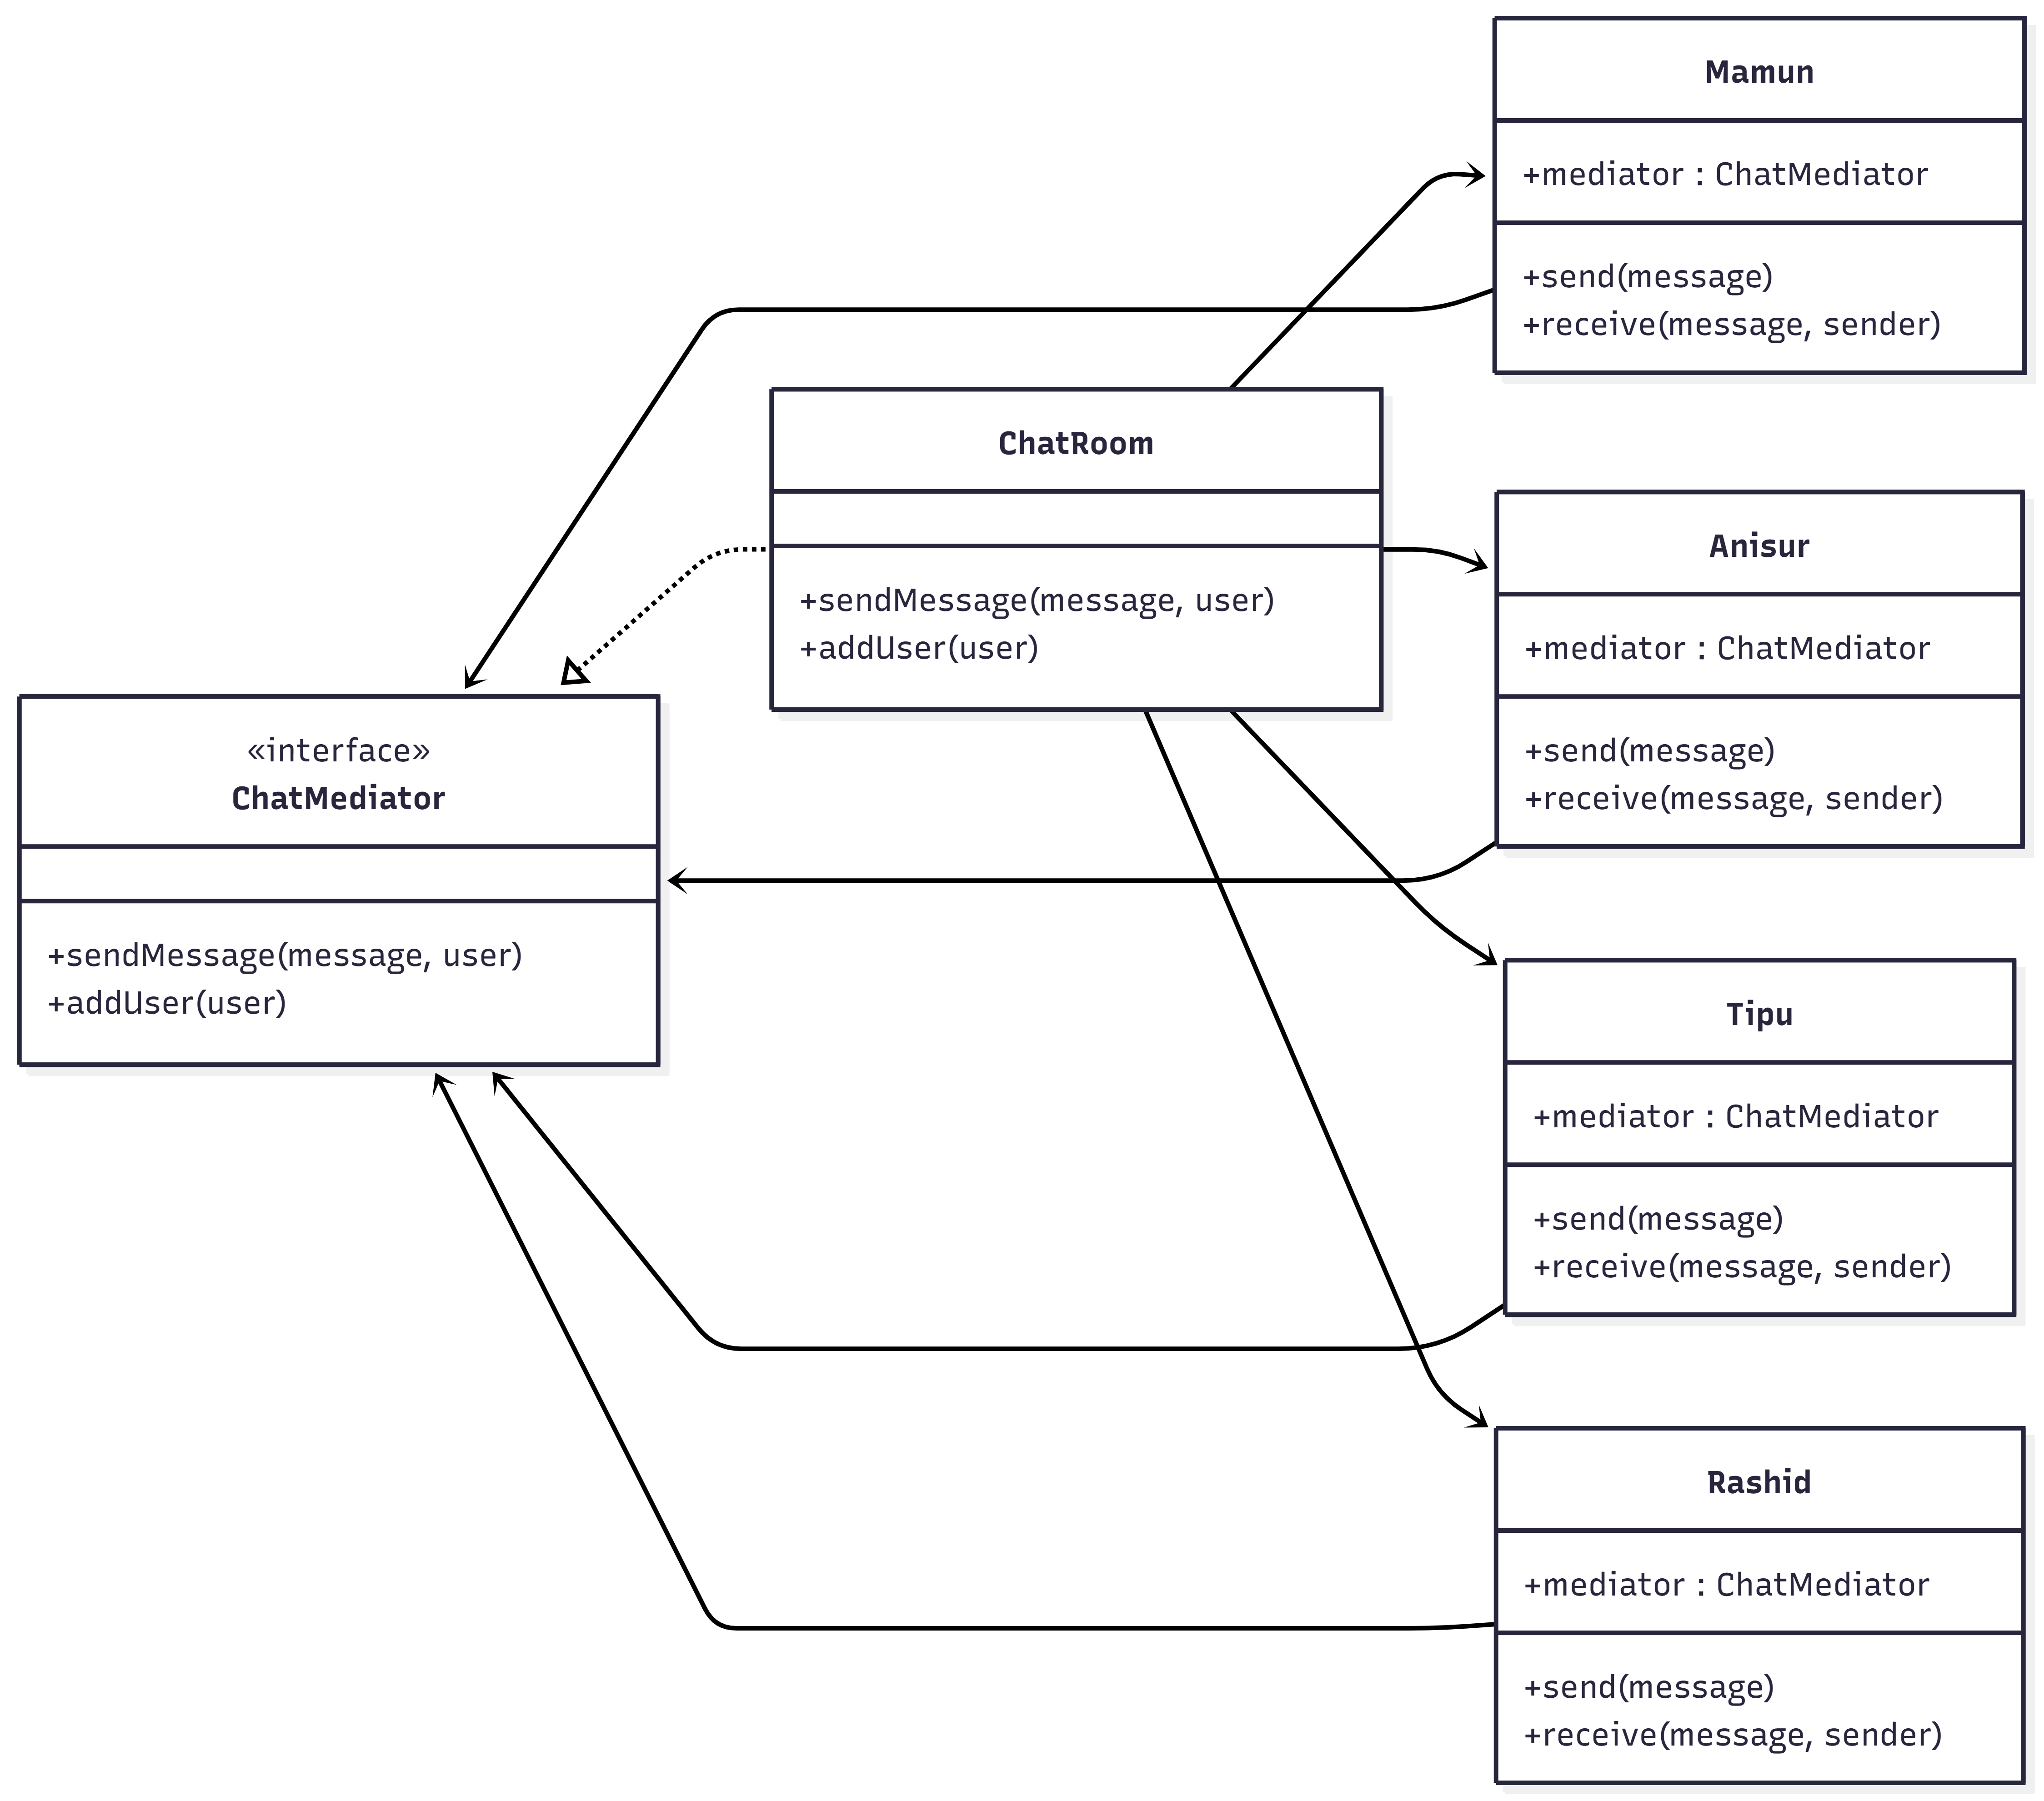 Mamun
+mediator : ChatMediator
+send(message)
+receive(message, sender)
ChatRoom
+sendMessage(message, user)
+addUser(user)
Anisur
+mediator : ChatMediator
+send(message)
+receive(message, sender)
«interface»
ChatMediator
+sendMessage(message, user)
+addUser(user)
Tipu
+mediator : ChatMediator
+send(message)
+receive(message, sender)
Rashid
+mediator : ChatMediator
+send(message)
+receive(message, sender)